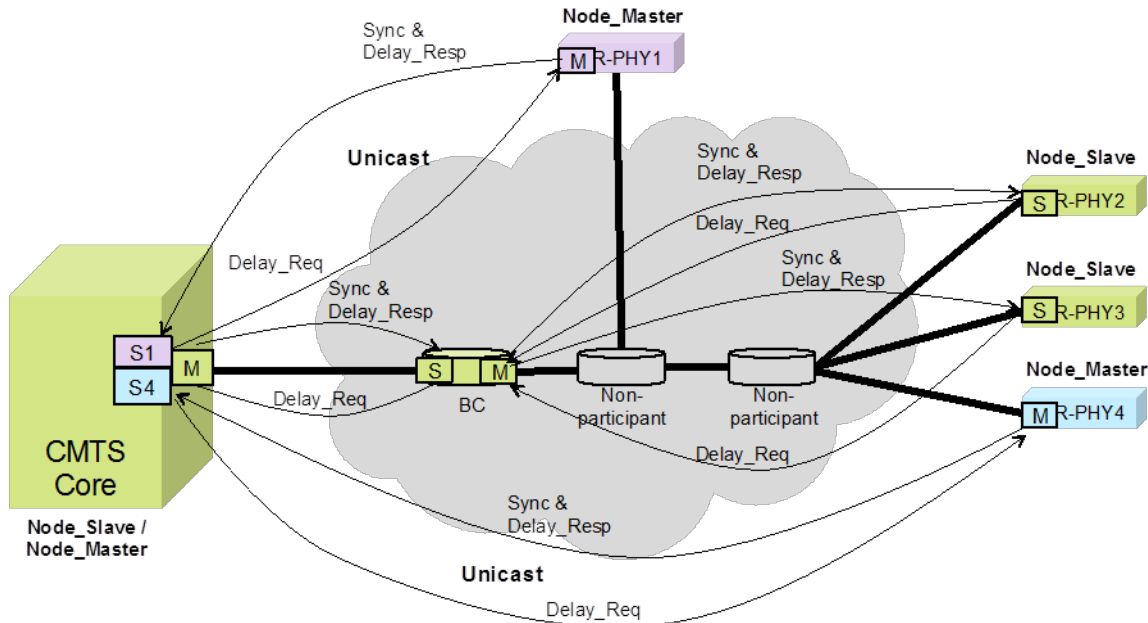 Node_Master
Sync &
Delay_Resp
M
R-PHY1
Unicast
Sync &
Delay_Resp
Node_Slave
S
R-PHY2
Delay_Req
Delay_Req
Sync &
Delay_Resp
Node_Slave
S
R-PHY3
Sync &
Delay_Resp
S1
M
S4
S
M
BC
Non-
participant
Non-
participant
Node_Master
M
R-PHY4
Delay_Req
Delay_Req
CMTS
Core
Sync &
Delay_Resp
Node_Slave /
Node_Master
Unicast
Delay_Req